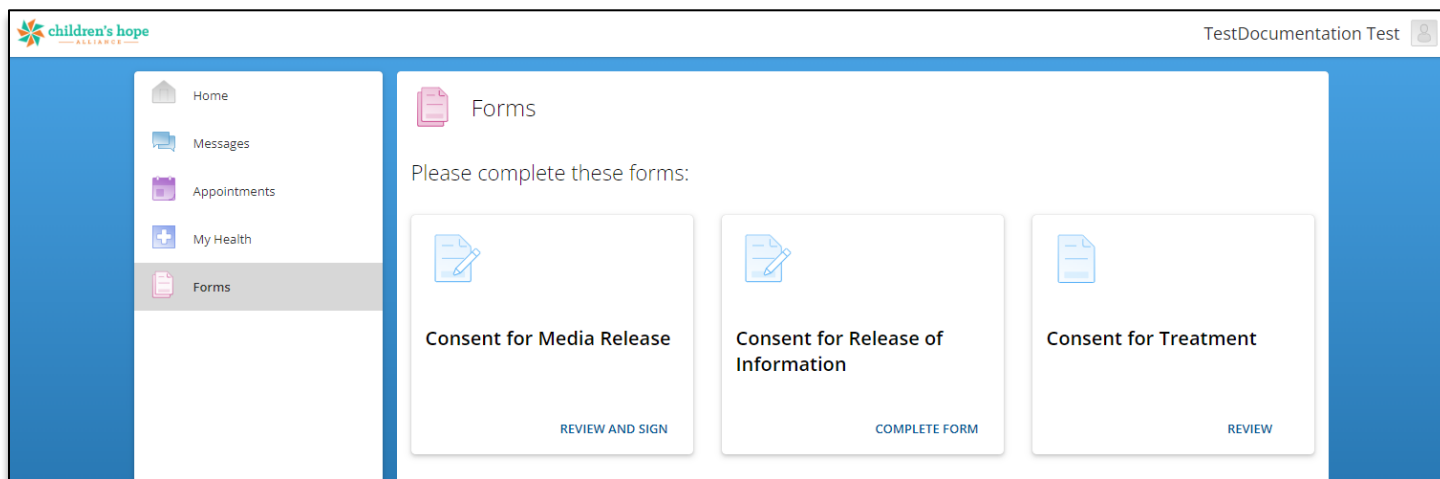 children's hope
ALLIANCE
TestDocumentation Test
Home
Messages
Appointments
My Health
Forms
Forms
Please complete these forms:
Consent for Media Release
REVIEW AND SIGN
Consent for Release of
Information
COMPLETE FORM
Consent for Treatment
REVIEW